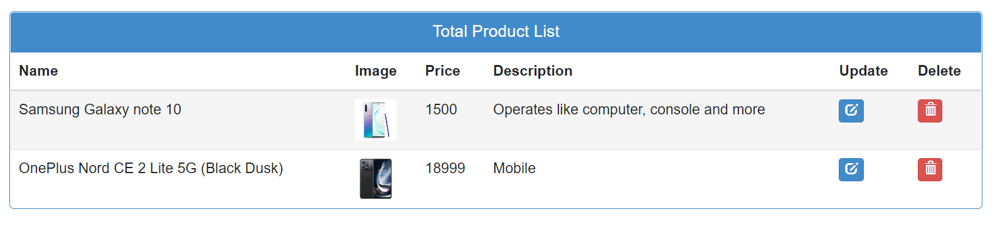 Total Product List
Name Image Price Description Update Delete
Samsung Galaxy note 10 1500 Operates like computer, console and more
OnePlus Nord CE 2 Lite 5G (Black Dusk) 18999 Mobile